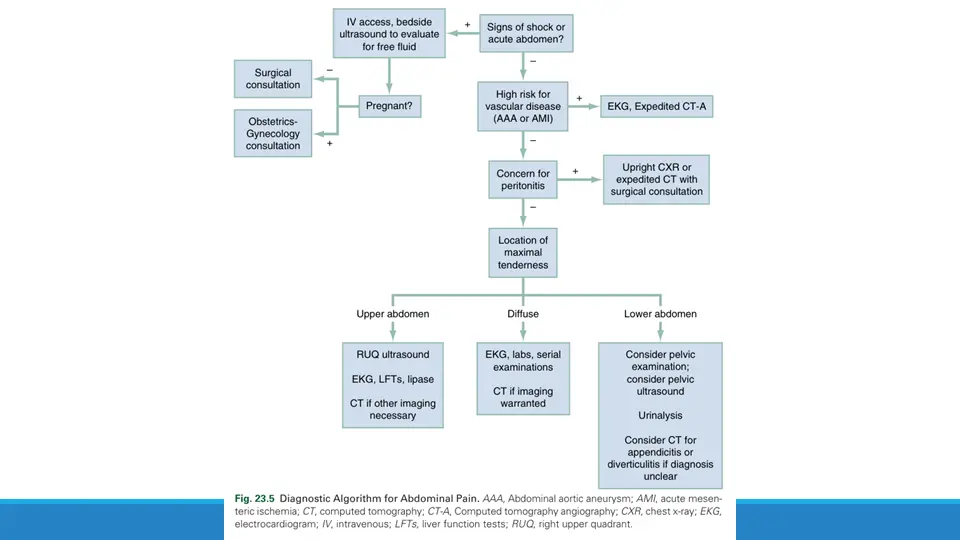 IV access, bedside
ultrasound to evaluate
for free fluid
+
Signs of shock or
acute abdomen?
–
Surgical
consultation
–
Pregnant?
Obstetrics-
Gynecology
consultation
+
High risk for
vascular disease
(AAA or AMI)
+
EKG, Expedited CT-A
–
Concern for
peritonitis
+
Upright CXR or
expedited CT with
surgical consultation
–
Location of
maximal
tenderness
Upper abdomen
Diffuse
Lower abdomen
RUQ ultrasound
EKG, LFTs, lipase
CT if other imaging
necessary
EKG, labs, serial
examinations
CT if imaging
warranted
Consider pelvic
examination;
consider pelvic
ultrasound
Urinalysis
Consider CT for
appendicitis or
diverticulitis if diagnosis
unclear
Fig. 23.5 Diagnostic Algorithm for Abdominal Pain. AAA, Abdominal aortic aneurysm; AMI, acute mesen-
teric ischemia; CT, computed tomography; CT-A, Computed tomography angiography; CXR, chest x-ray; EKG,
electrocardiogram; IV, intravenous; LFTs, liver function tests; RUQ, right upper quadrant.